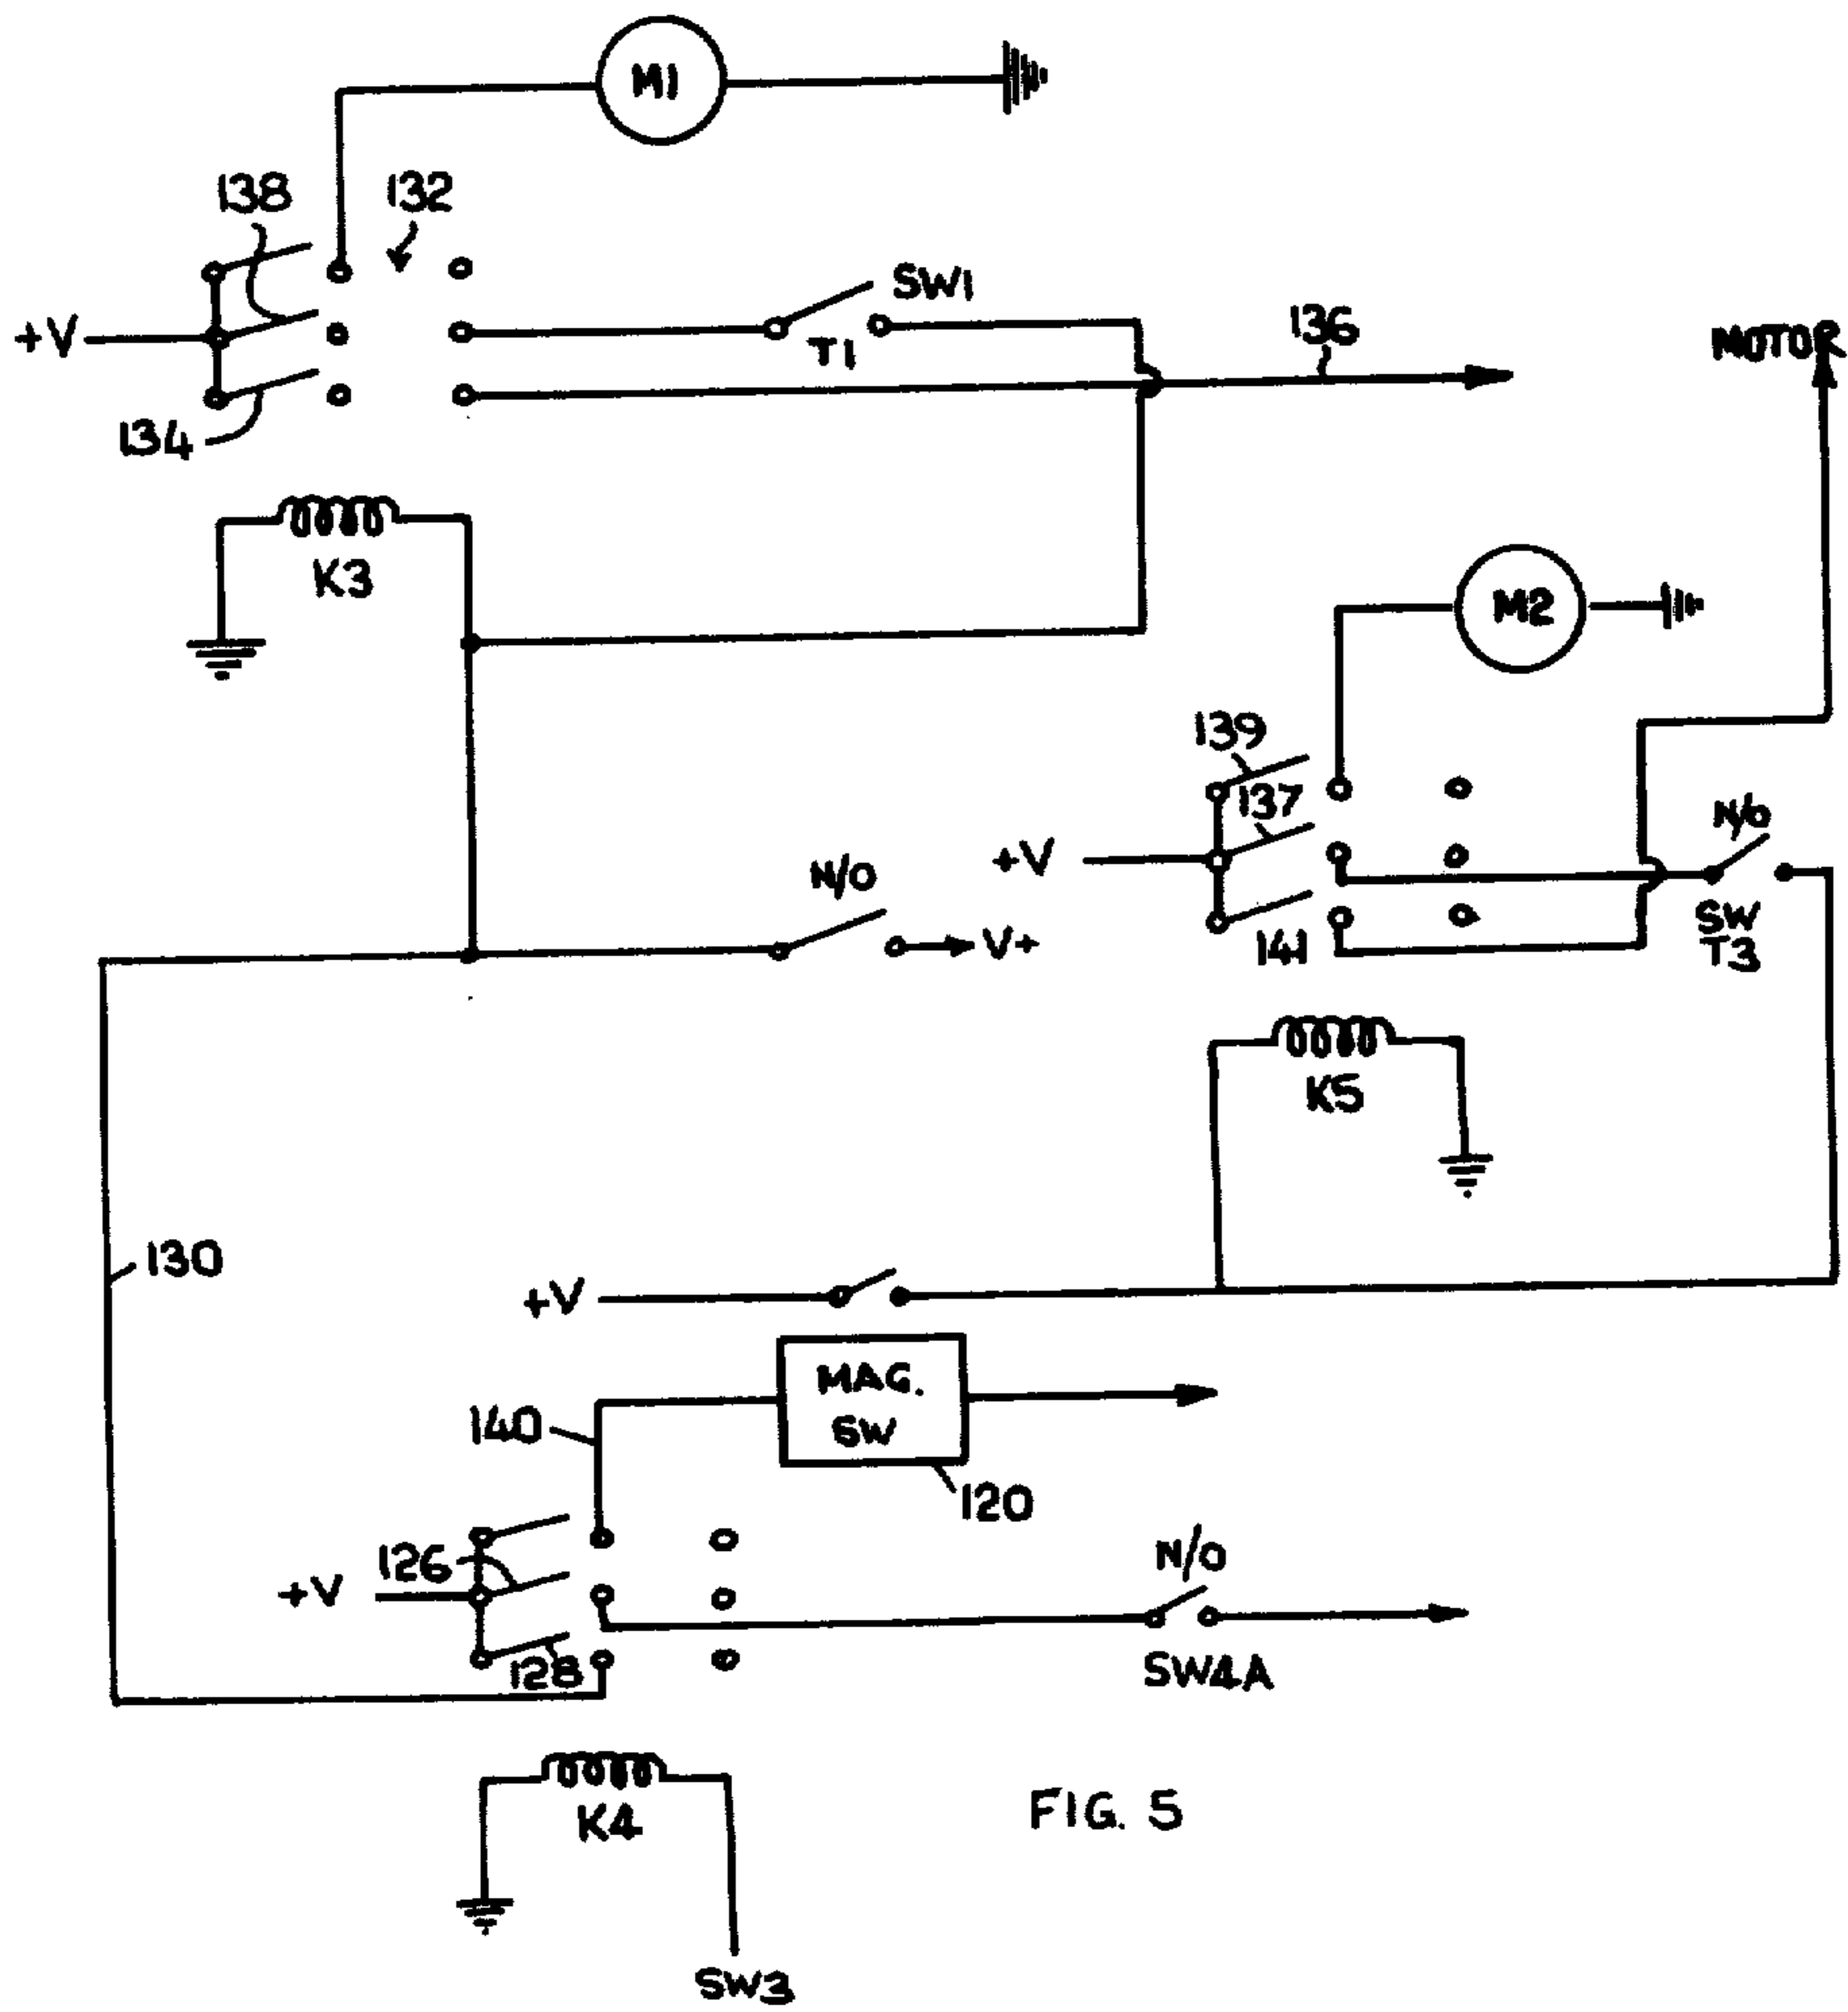 M1
138
132
SW1
+V
T1
136
MOTOR
134
K3
M2
139
137
N/O
+V
N/O
V+
141
SW
T3
K5
130
+V
MAG.
SW
140
120
126
N/O
+V
128
SW4A
K4
FIG. 5
SW3